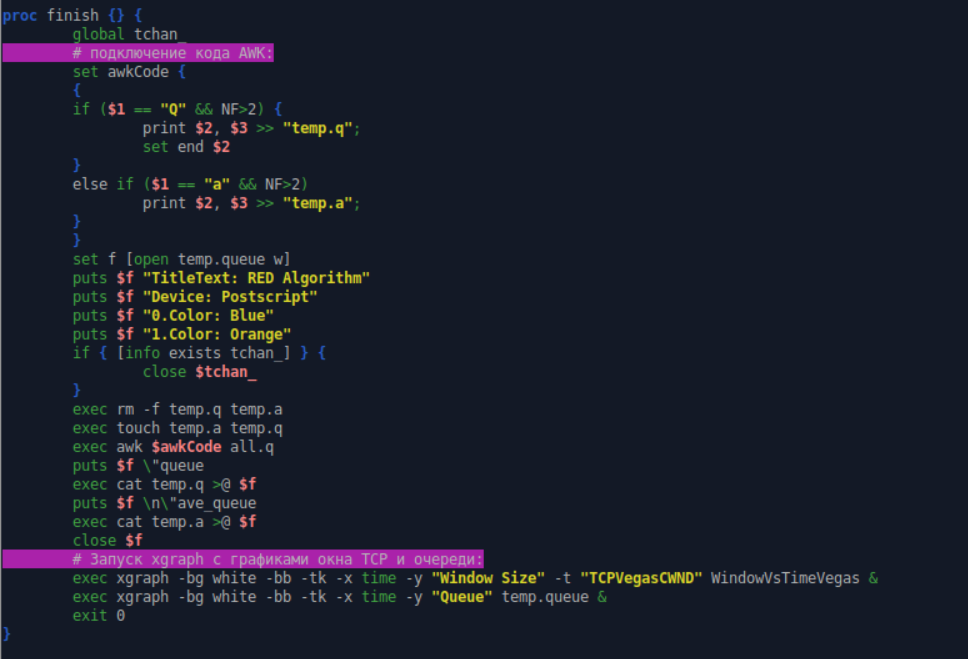 proc finish {} {
        global tchan_
        # подключение кода AWK:
        set awkCode {
        {
        if ($1 == "Q" && NF>2) {
                print $2, $3 >> "temp.q";
                set end $2
        }
        else if ($1 == "a" && NF>2)
                print $2, $3 >> "temp.a";
        }
        }
        set f [open temp.queue w]
        puts $f "TitleText: RED Algorithm"
        puts $f "Device: Postscript"
        puts $f "0.Color: Blue"
        puts $f "1.Color: Orange"
        if { [info exists tchan_] } {
                close $tchan_
        }
        exec rm -f temp.q temp.a
        exec touch temp.a temp.q
        exec awk $awkCode all.q
        puts $f \"queue
        exec cat temp.q >@ $f
        puts $f \n\"ave_queue
        exec cat temp.a >@ $f
        close $f
        # Запуск xgraph с графиками окна TCP и очереди:
        exec xgraph -bg white -bb -tk -x time -y "Window Size" -t "TCPVegasCWND" WindowVsTimeVegas &
        exec xgraph -bg white -bb -tk -x time -y "Queue" temp.queue &
        exit 0
}